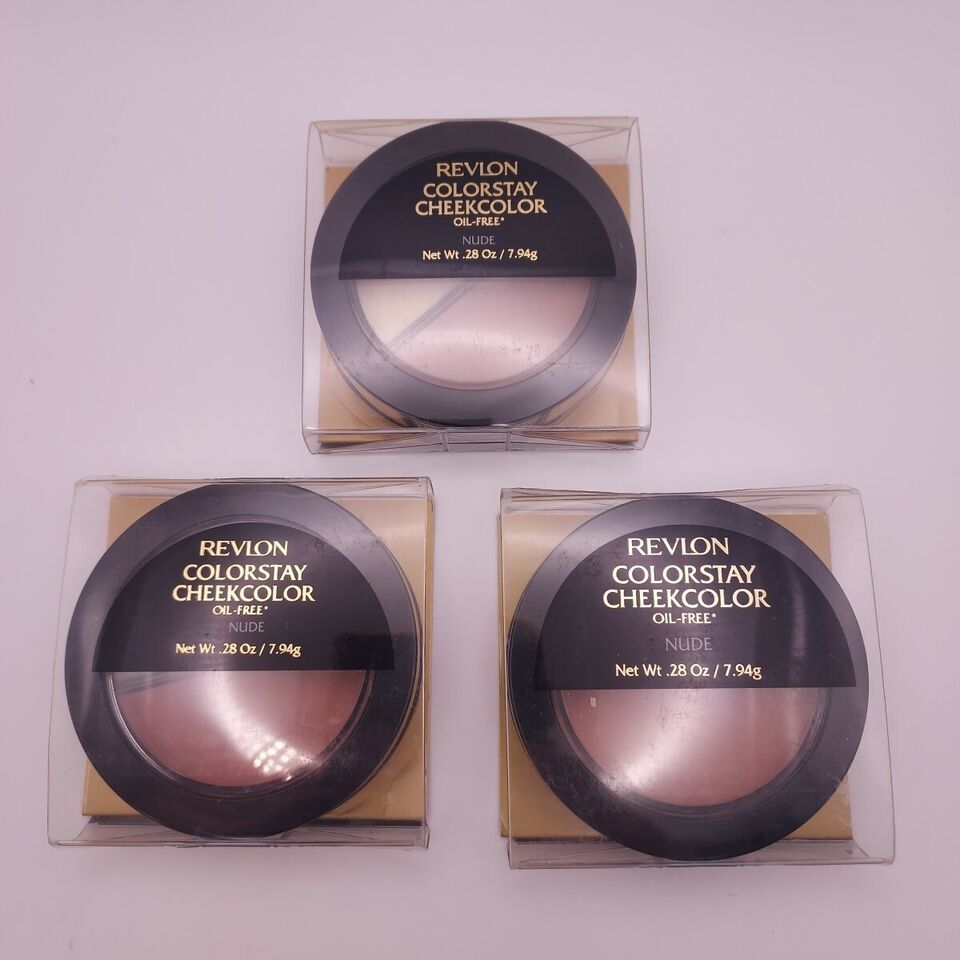 REVLON
COLORSTAY
CHEEKCOLOR
OIL-FREE*
NUDE
Net Wt .28 Oz / 7.94g
REVLON
COLORSTAY
CHEEKCOLOR
OIL-FREE*
NUDE
Net Wt .28 Oz / 7.94g
REVLON
COLORSTAY
CHEEKCOLOR
OIL-FREE*
NUDE
Net Wt .28 Oz / 7.94g